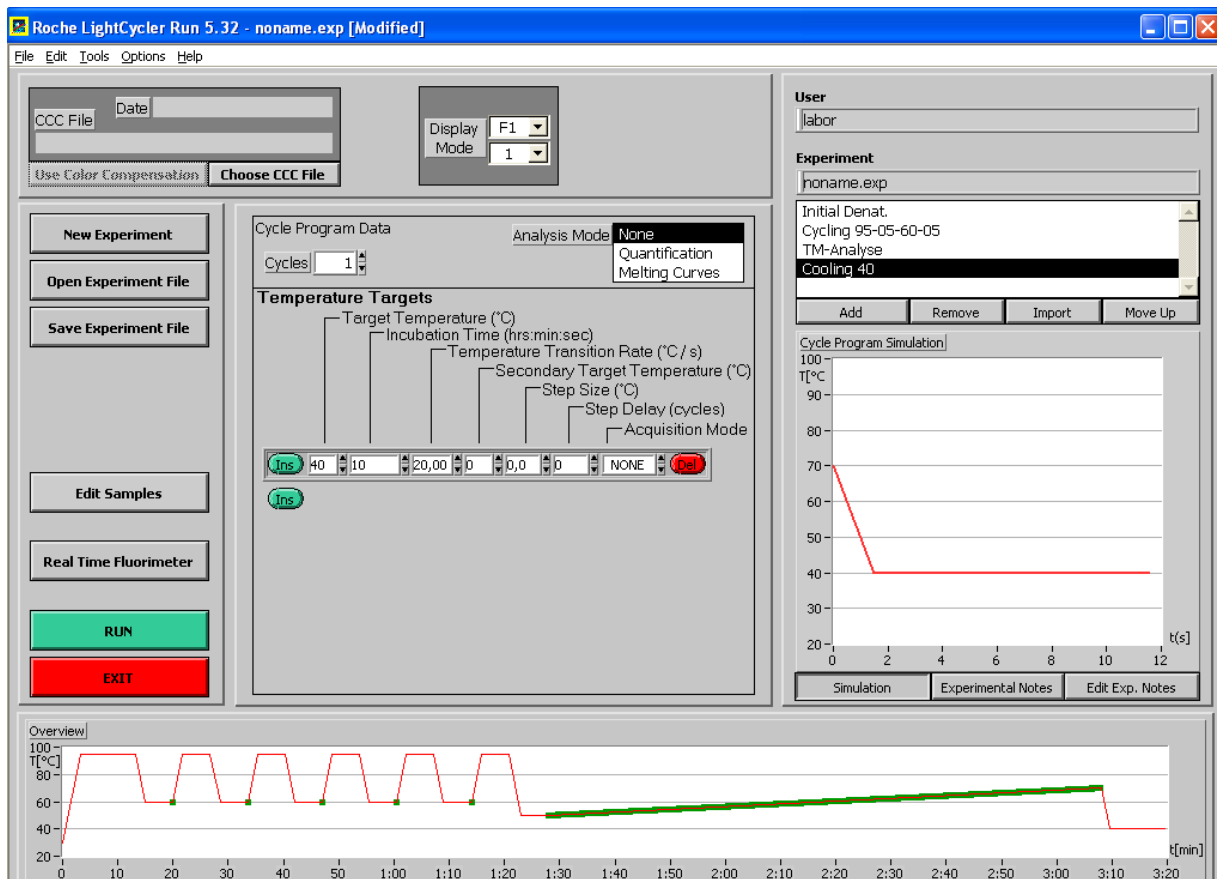 Roche LightCycler Run 5.32 - noname.exp [Modified]
File Edit Tools Options Help
CCC File
Date
Use Color Compensation
Choose CCC File
Display Mode
F1
1
User
labor
Experiment
noname.exp
Initial Denat.
Cycling 95-05-60-05
TM-Analyse
Cooling 40
Add Remove Import Move Up
New Experiment
Open Experiment File
Save Experiment File
Edit Samples
Real Time Fluorimeter
RUN
EXIT
Cycle Program Data
Cycles 1
Analysis Mode
None
Quantification
Melting Curves
Temperature Targets
Target Temperature (°C)
Incubation Time (hrs:min:sec)
Temperature Transition Rate (°C / s)
Secondary Target Temperature (°C)
Step Size (°C)
Step Delay (cycles)
Acquisition Mode
Ins 40 10 20,00 0 0,0 0 NONE Del
Ins
Cycle Program Simulation
100
T[°C
90
80
70
60
50
40
30
20
t(s)
0 2 4 6 8 10 12
Simulation Experimental Notes Edit Exp. Notes
Overview
100
T[°C]
80
60
40
20
t[min]
0 10 20 30 40 50 1:00 1:10 1:20 1:30 1:40 1:50 2:00 2:10 2:20 2:30 2:40 2:50 3:00 3:10 3:20